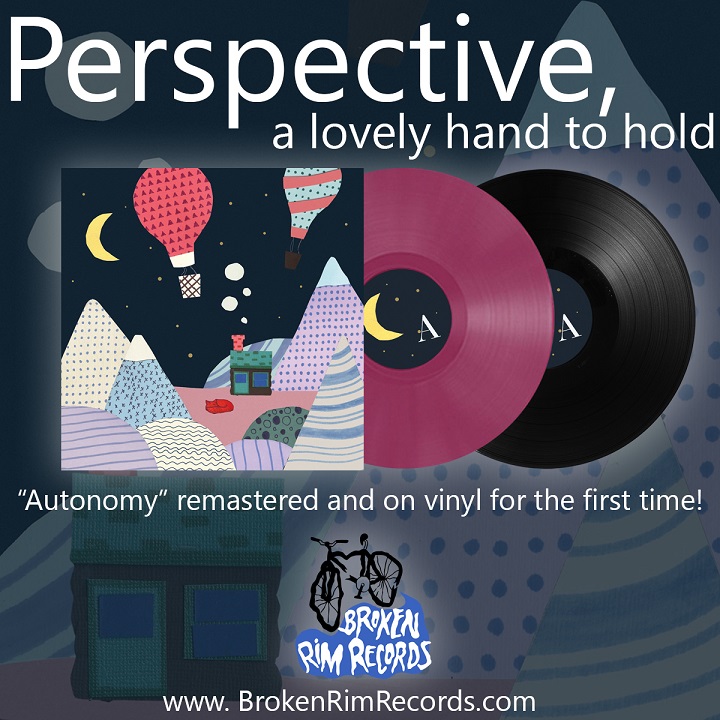 Perspective,
a lovely hand to hold
A A
“Autonomy” remastered and on vinyl for the first time!
BROKEN
RIM RECORDS
www. BrokenRimRecords.com